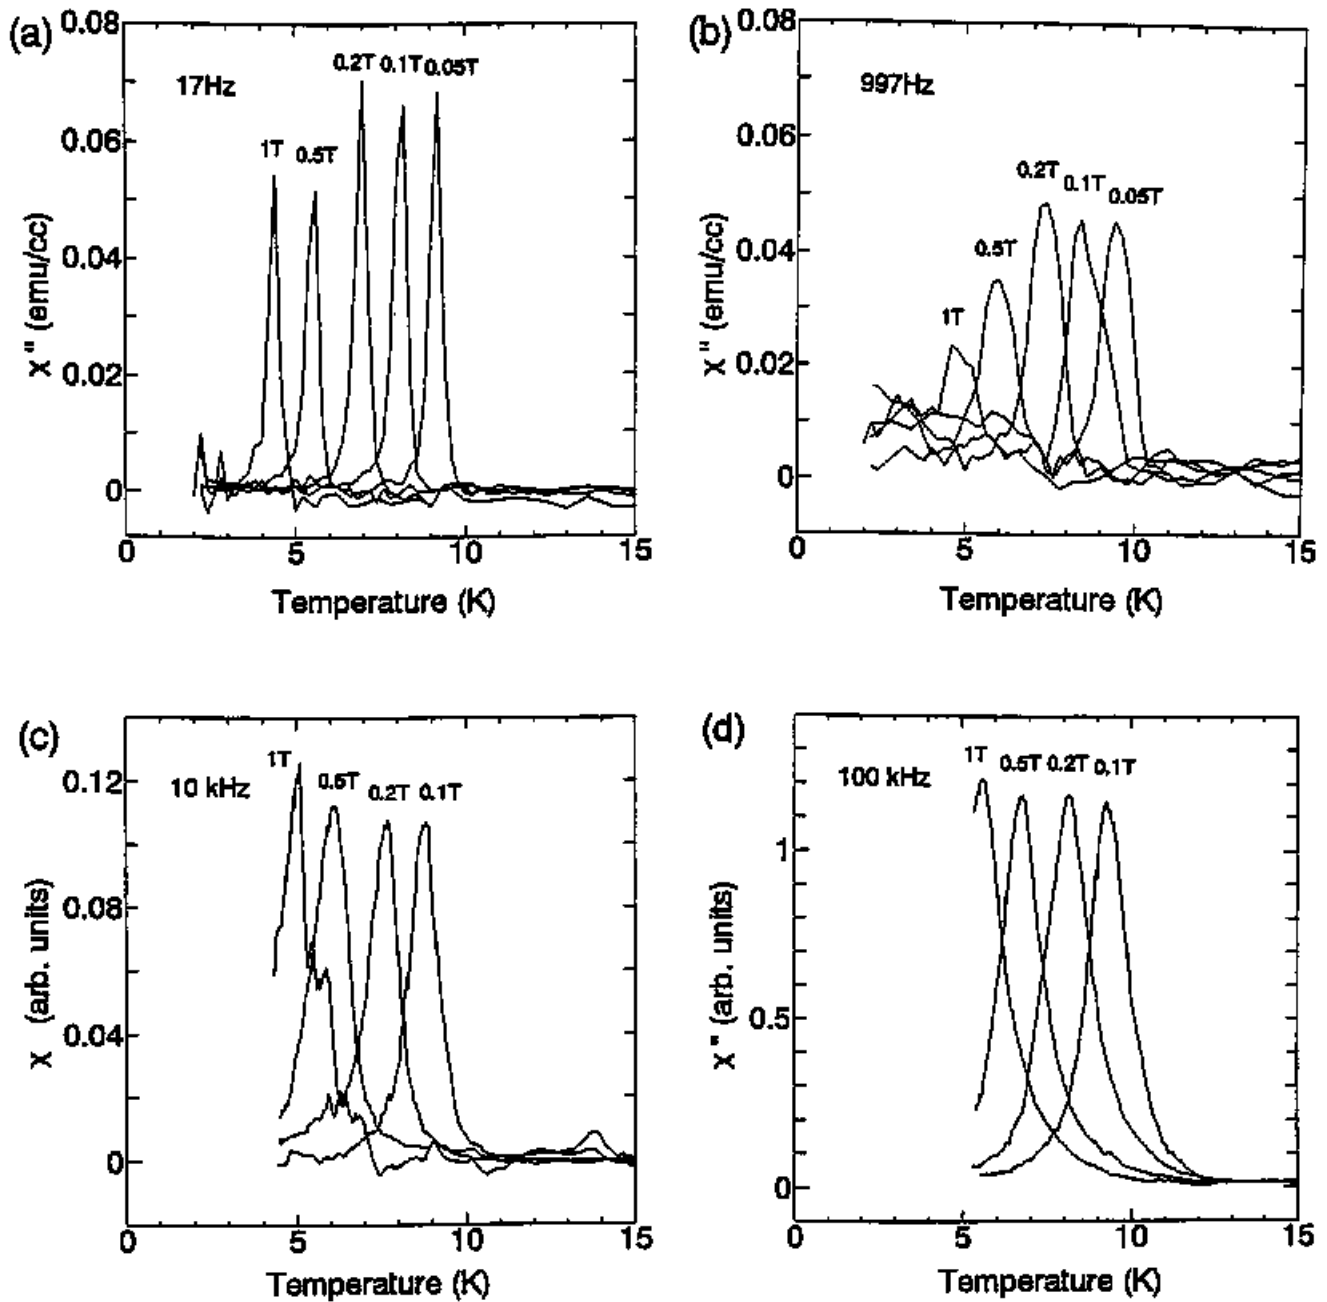 (a)
17Hz
1T 0.5T 0.2T 0.1T 0.05T
0.08
0.06
0.04
0.02
0
χ" (emu/cc)
0 5 10 15
Temperature (K)
(b)
997Hz
1T 0.5T 0.2T 0.1T 0.05T
0.08
0.06
0.04
0.02
0
χ" (emu/cc)
0 5 10 15
Temperature (K)
(c)
10 kHz
1T 0.5T 0.2T 0.1T
0.12
0.08
0.04
0
χ (arb. units)
0 5 10 15
Temperature (K)
(d)
100 kHz
1T 0.5T 0.2T 0.1T
1
0.5
0
χ" (arb. units)
0 5 10 15
Temperature (K)